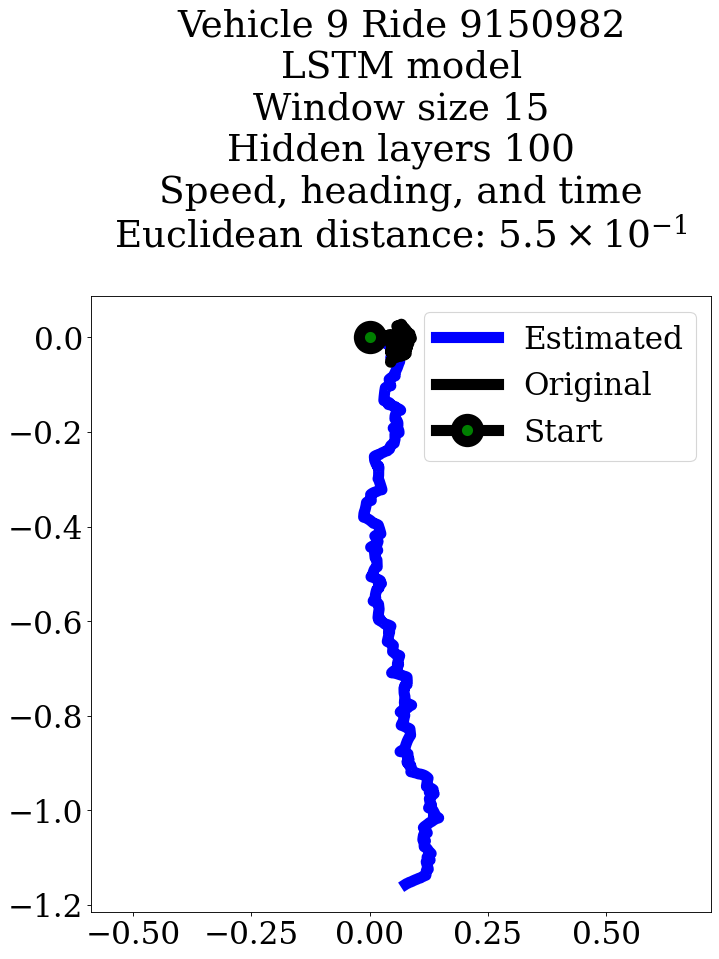 Vehicle 9 Ride 9150982
LSTM model
Window size 15
Hidden layers 100
Speed, heading, and time
Euclidean distance: 5.5 × 10⁻¹
Estimated
Original
Start
0.0
−0.2
−0.4
−0.6
−0.8
−1.0
−1.2
−0.50 −0.25 0.00 0.25 0.50